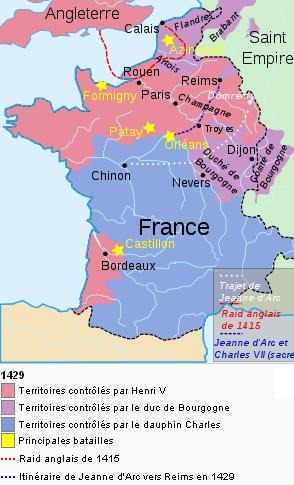 Angleterre
Calais
Flandres
Brabant
Azincourt
Saint
Empire
Artois
Rouen
Reims
Formigny
Paris
Champagne
Domrémy
Patay
Troyes
Orléans
Dijon
Chinon
Nevers
Duché de
Bourgogne
Comté de
Bourgogne
France
Castillon
Bordeaux
Trajet de
Jeanne d'Arc
Raid anglais
de 1415
Jeanne d'Arc et
Charles VII (sacre
1429
Territoires contrôlés par Henri V
Territoires contrôlés par le duc de Bourgogne
Territoires contrôlés par le dauphin Charles
Principales batailles
Raid anglais de 1415
Itinéraire de Jeanne d'Arc vers Reims en 1429